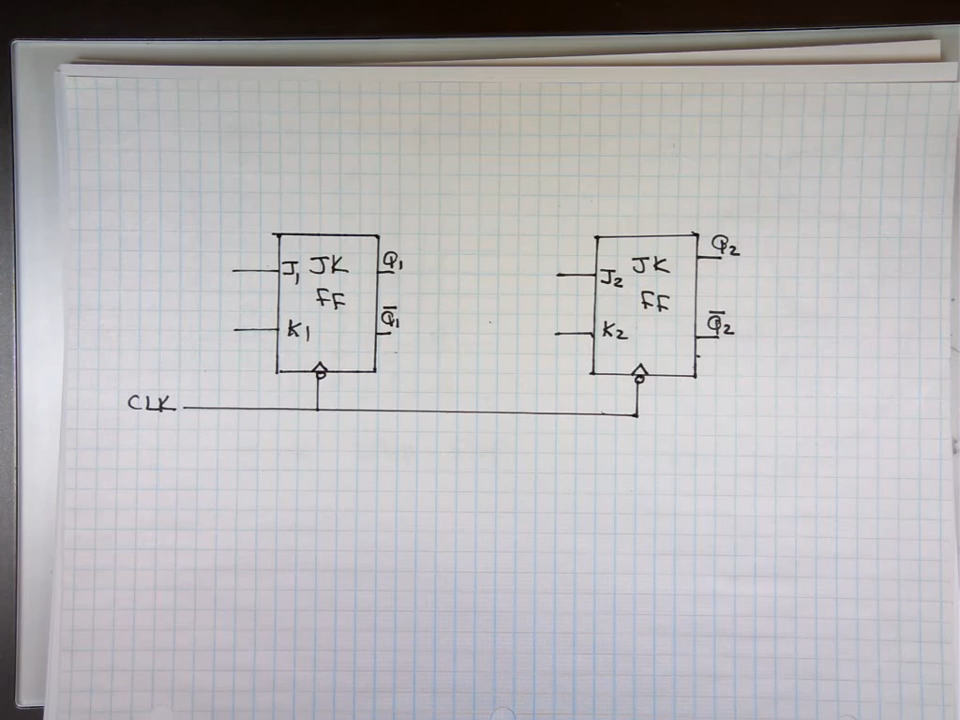 J₁ JK Q₁
FF
K₁ Q̅₁
J₂ JK Q₂
FF
K₂ Q̅₂
CLK